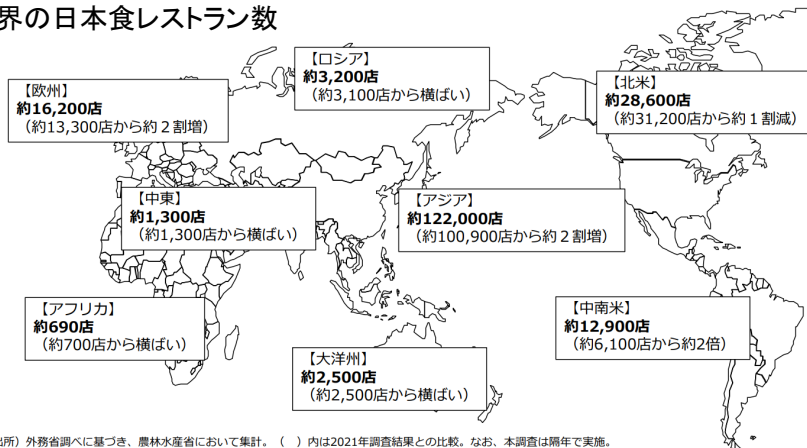 界の日本食レストラン数
【ロシア】
約3,200店
（約3,100店から横ばい）
【欧州】
約16,200店
（約13,300店から約２割増）
【北米】
約28,600店
（約31,200店から約１割減）
【中東】
約1,300店
（約1,300店から横ばい）
【アジア】
約122,000店
（約100,900店から約２割増）
【アフリカ】
約690店
（約700店から横ばい）
【中南米】
約12,900店
（約6,100店から約2倍）
【大洋州】
約2,500店
（約2,500店から横ばい）
出所）外務省調べに基づき、農林水産省において集計。（　）内は2021年調査結果との比較。なお、本調査は隔年で実施。